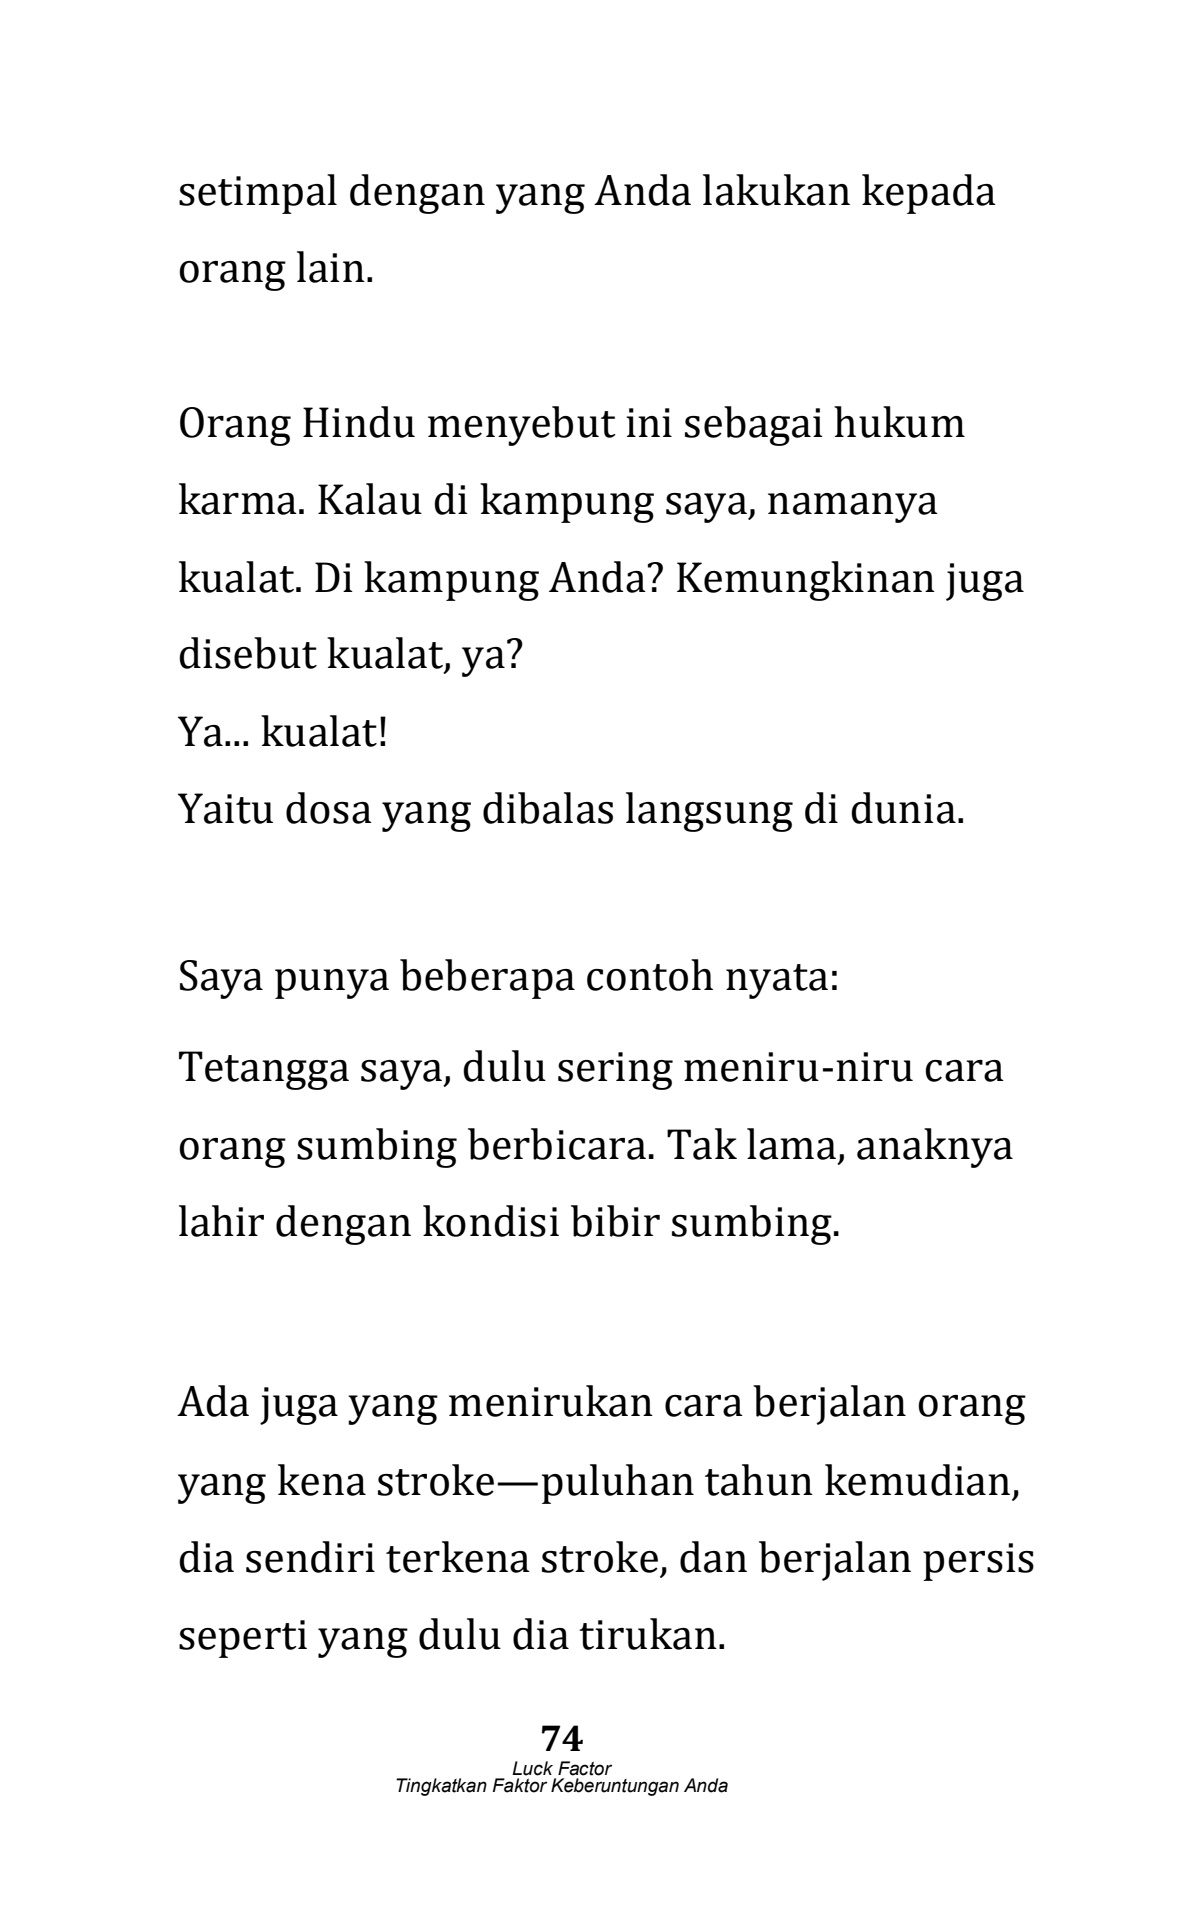 setimpal dengan yang Anda lakukan kepada
orang lain.
Orang Hindu menyebut ini sebagai hukum
karma. Kalau di kampung saya, namanya
kualat. Di kampung Anda? Kemungkinan juga
disebut kualat, ya?
Ya... kualat!
Yaitu dosa yang dibalas langsung di dunia.
Saya punya beberapa contoh nyata:
Tetangga saya, dulu sering meniru-niru cara
orang sumbing berbicara. Tak lama, anaknya
lahir dengan kondisi bibir sumbing.
Ada juga yang menirukan cara berjalan orang
yang kena stroke—puluhan tahun kemudian,
dia sendiri terkena stroke, dan berjalan persis
seperti yang dulu dia tirukan.
74
Luck Factor
Tingkatkan Faktor Keberuntungan Anda